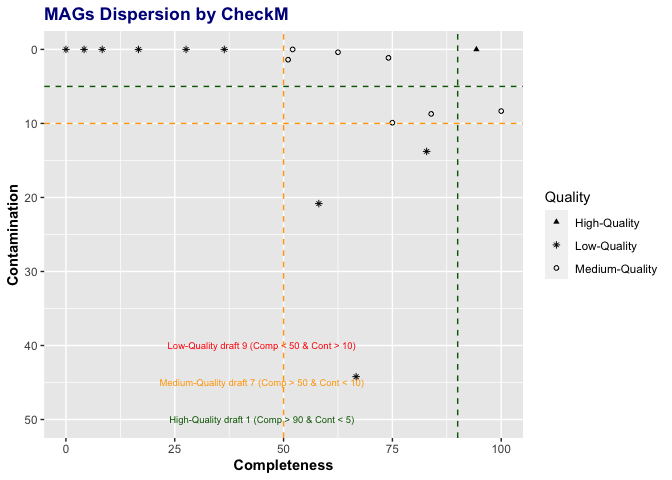 MAGs Dispersion by CheckM
0
10
20
30
40
50
Contamination
Low-Quality draft 9 (Comp < 50 & Cont > 10)
Medium-Quality draft 7 (Comp > 50 & Cont < 10)
High-Quality draft 1 (Comp > 90 & Cont < 5)
0
25
50
75
100
Completeness
Quality
High-Quality
Low-Quality
Medium-Quality